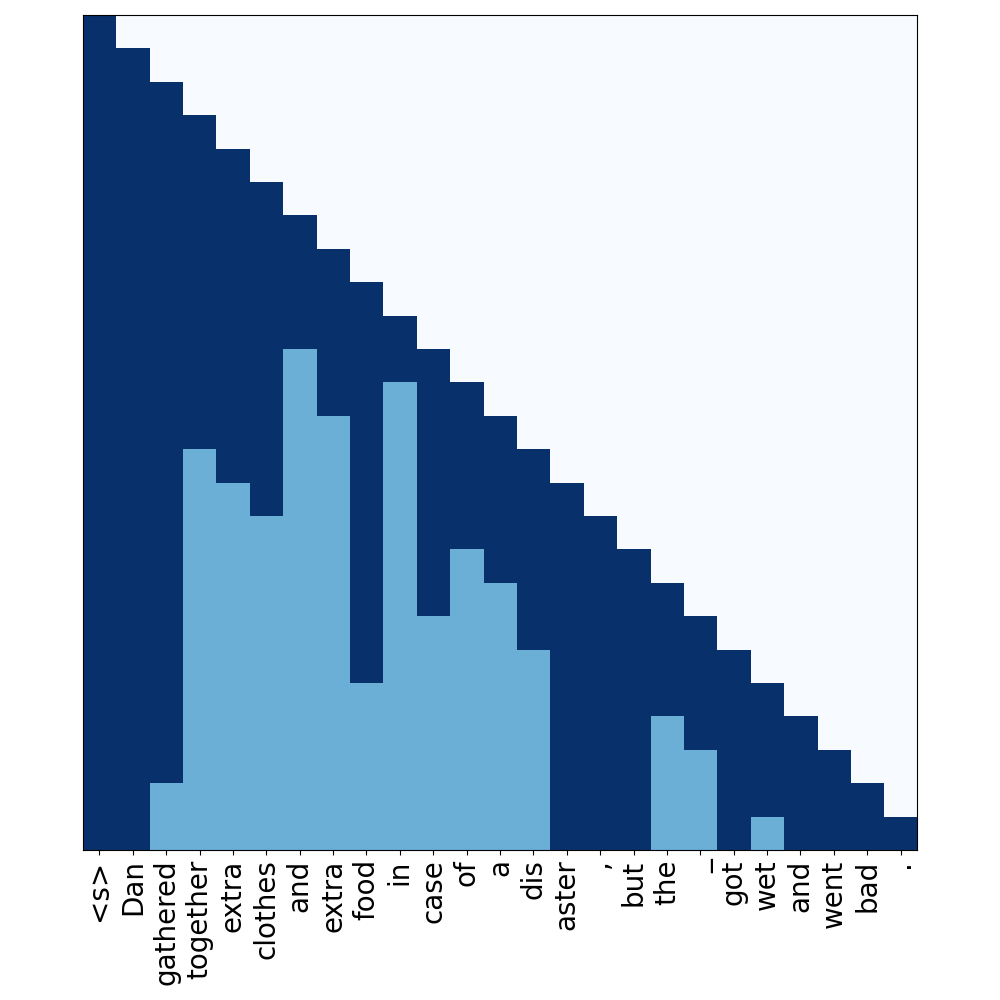 <s> Dan gathered together extra clothes and extra food in case of a dis aster , but the _ got wet and went bad .